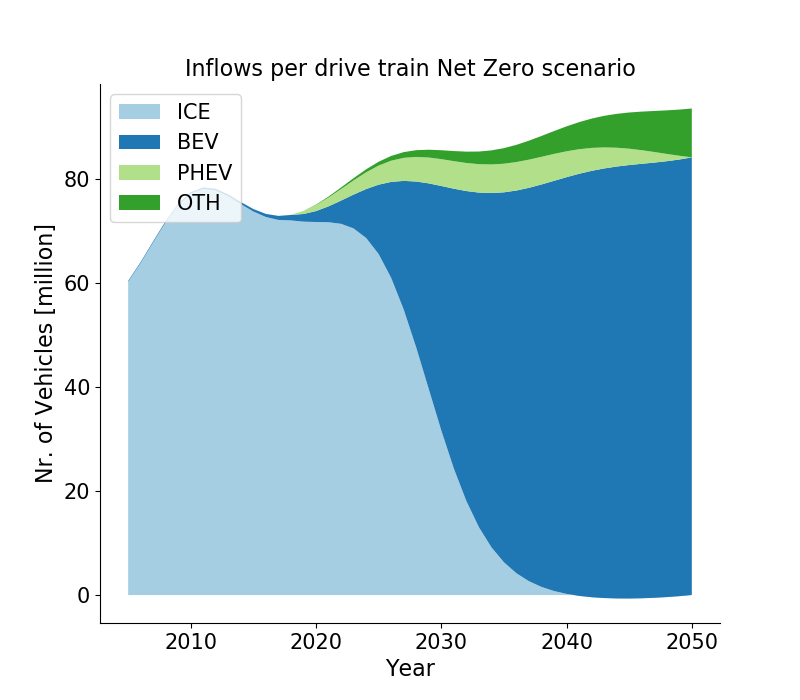 Inflows per drive train Net Zero scenario
ICE
BEV
PHEV
OTH
Nr. of Vehicles [million]
80
60
40
20
0
2010 2020 2030 2040 2050
Year